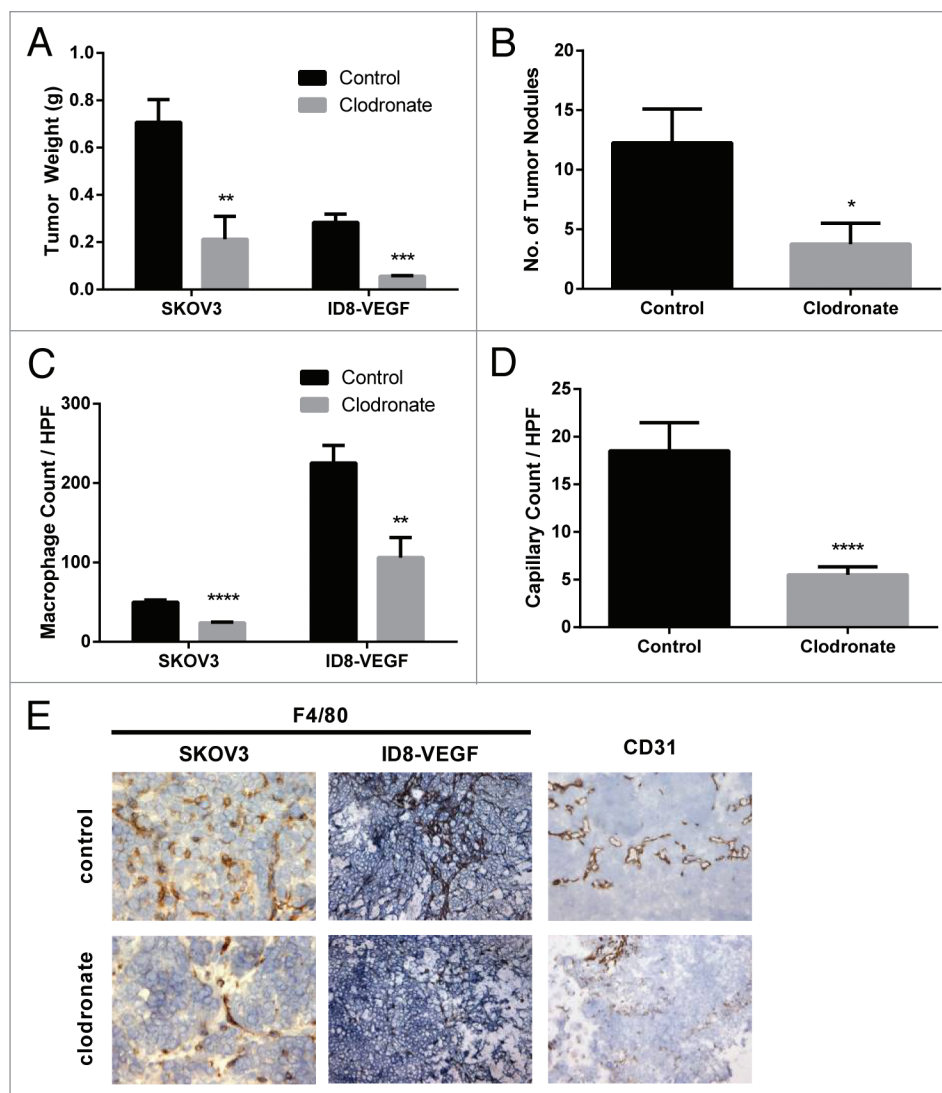 A
Tumor Weight (g)
1.0
0.8
0.6
0.4
0.2
0.0
Control
Clodronate
**
***
SKOV3
ID8-VEGF
B
No. of Tumor Nodules
20
15
10
5
0
*
Control
Clodronate
C
Macrophage Count / HPF
300
200
100
0
Control
Clodronate
****
**
SKOV3
ID8-VEGF
D
Capillary Count / HPF
25
20
15
10
5
0
****
Control
Clodronate
E
F4/80
SKOV3
ID8-VEGF
CD31
control
clodronate